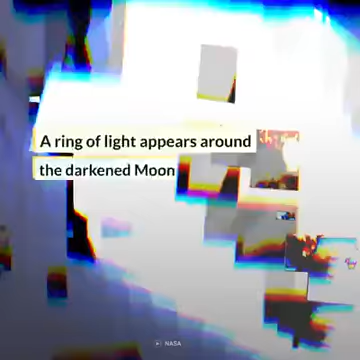 A ring of light appears around
the darkened Moon
NASA